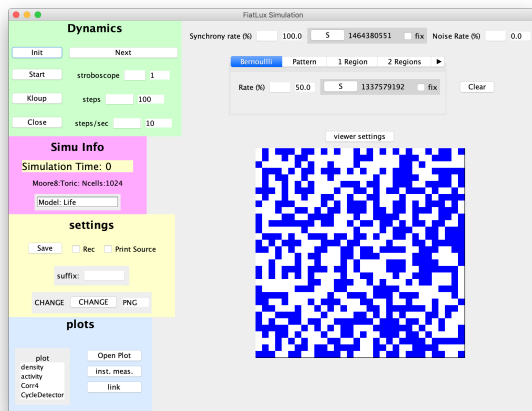 FiatLux Simulation
Dynamics
Init Next
Start stroboscope 1
Kloup steps 100
Close steps/sec 10
Simu Info
Simulation Time: 0
Moore8:Toric: Ncells:1024
Model: Life
settings
Save Rec Print Source
suffix:
CHANGE CHANGE PNG
plots
plot
density
activity
Corr4
CycleDetector
Open Plot
inst. meas.
link
Synchrony rate (%) 100.0 S 1464380551 fix Noise Rate (%) 0.0
Bernoullli Pattern 1 Region 2 Regions
Rate (%) 50.0 S 1337579192 fix Clear
viewer settings